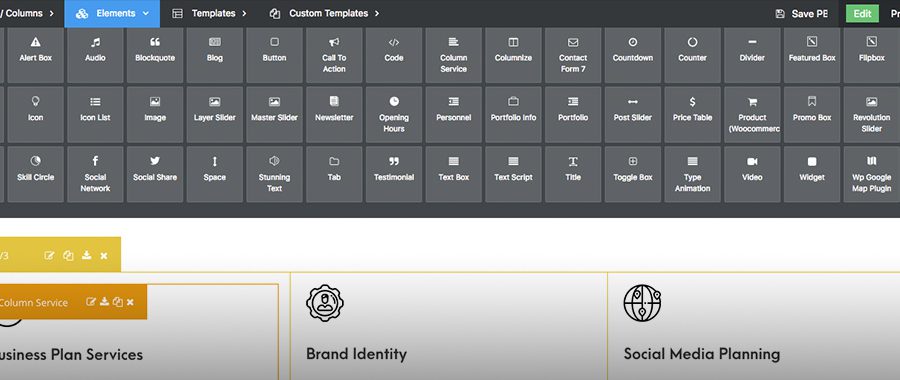 / Columns
Elements
Templates
Custom Templates
Save PE
Edit
Pr
Alert Box
Audio
Blockquote
Blog
Button
Call To
Action
Code
Column
Service
Columnize
Contact
Form 7
Countdown
Counter
Divider
Featured Box
Flipbox
Icon
Icon List
Image
Layer Slider
Master Slider
Newsletter
Opening
Hours
Personnel
Portfolio Info
Portfolio
Post Slider
Price Table
Product
(Woocommerc
Promo Box
Revolution
Slider
Skill Circle
Social
Network
Social Share
Space
Stunning
Text
Tab
Testimonial
Text Box
Text Script
Title
Toggle Box
Type
Animation
Video
Widget
Wp Google
Map Plugin
/3
Column Service
usiness Plan Services
Brand Identity
Social Media Planning